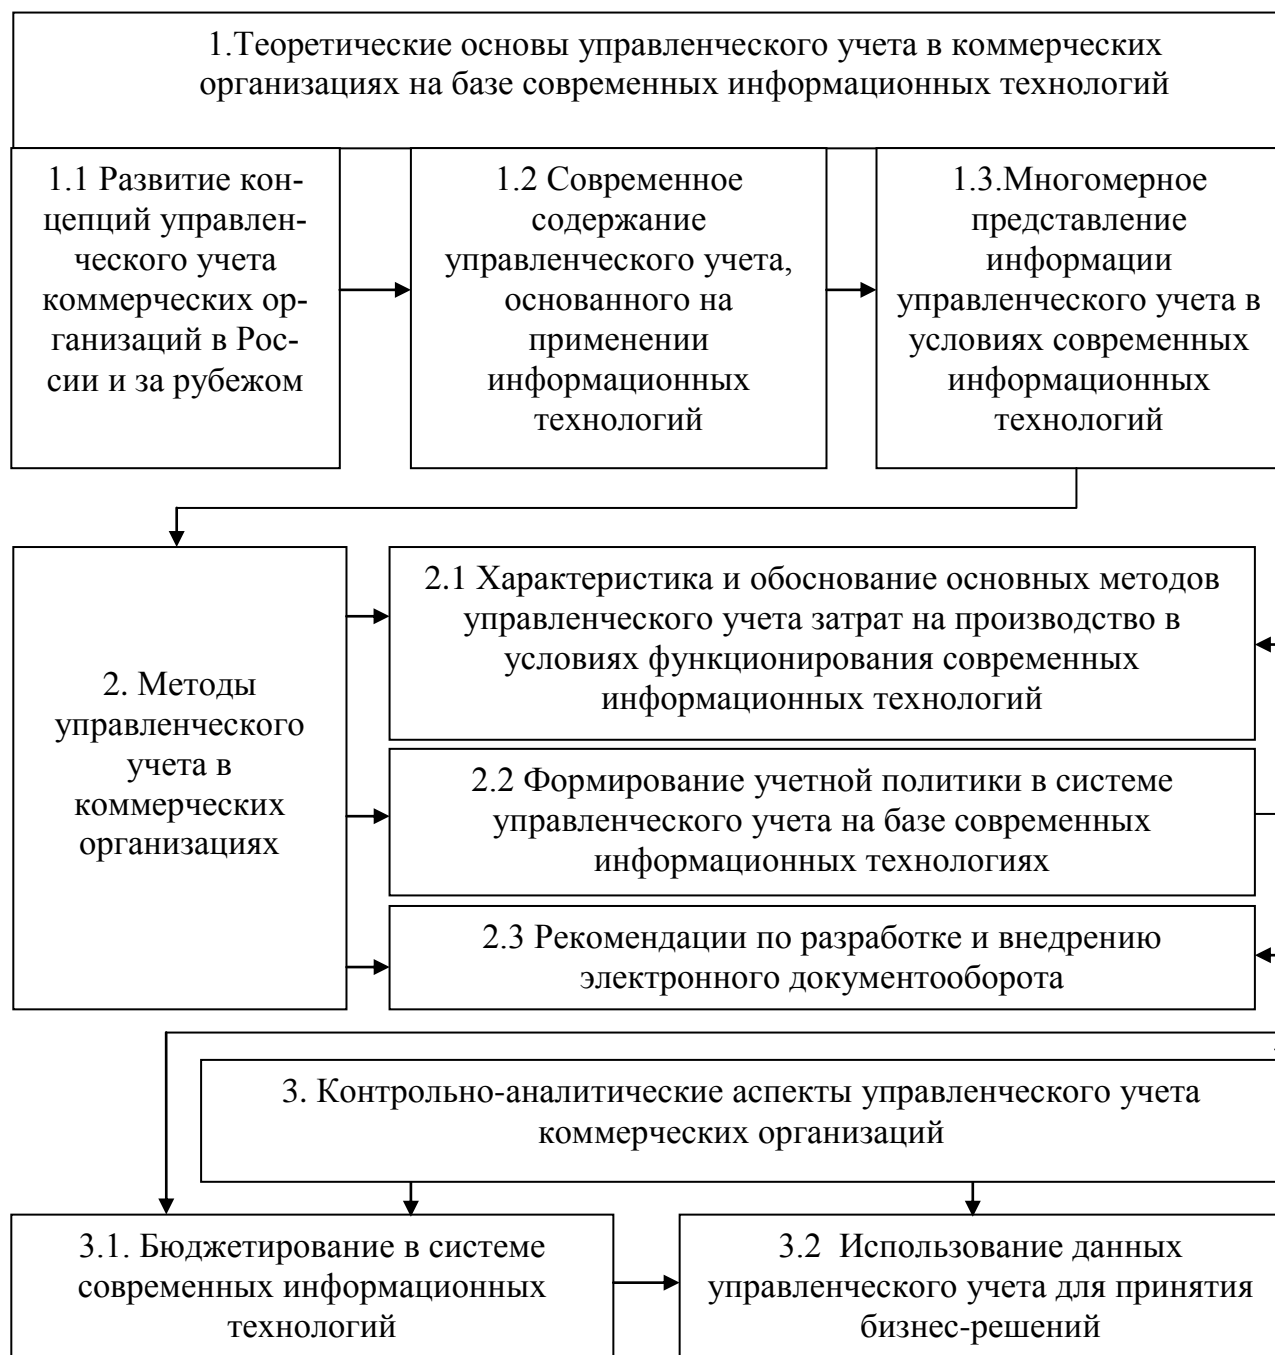 1.Теоретические основы управленческого учета в коммерческих
организациях на базе современных информационных технологий
1.1 Развитие кон-
цепций управлен-
ческого учета
коммерческих ор-
ганизаций в Рос-
сии и за рубежом
1.2 Современное
содержание
управленческого учета,
основанного на
применении
информационных
технологий
1.3.Многомерное
представление
информации
управленческого учета в
условиях современных
информационных
технологий
2. Методы
управленческого
учета в
коммерческих
организациях
2.1 Характеристика и обоснование основных методов
управленческого учета затрат на производство в
условиях функционирования современных
информационных технологий
2.2 Формирование учетной политики в системе
управленческого учета на базе современных
информационных технологиях
2.3 Рекомендации по разработке и внедрению
электронного документооборота
3. Контрольно-аналитические аспекты управленческого учета
коммерческих организаций
3.1. Бюджетирование в системе
современных информационных
технологий
3.2 Использование данных
управленческого учета для принятия
бизнес-решений